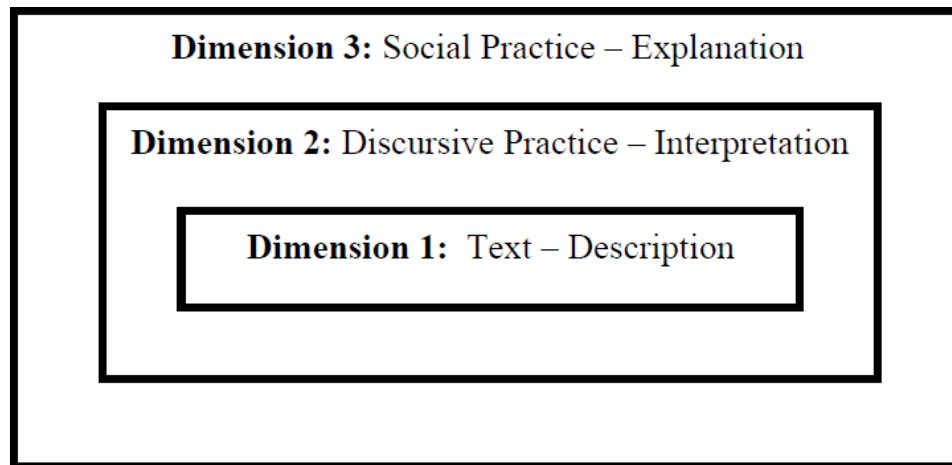 Dimension 3: Social Practice – Explanation
Dimension 2: Discursive Practice – Interpretation
Dimension 1: Text – Description